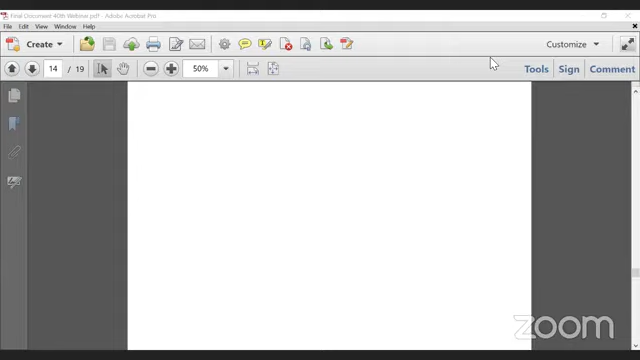 Final Document 40th Webinar.pdf* - Adobe Acrobat Pro
File Edit View Window Help
Create Customize
14 / 19 50% Tools Sign Comment
zoom